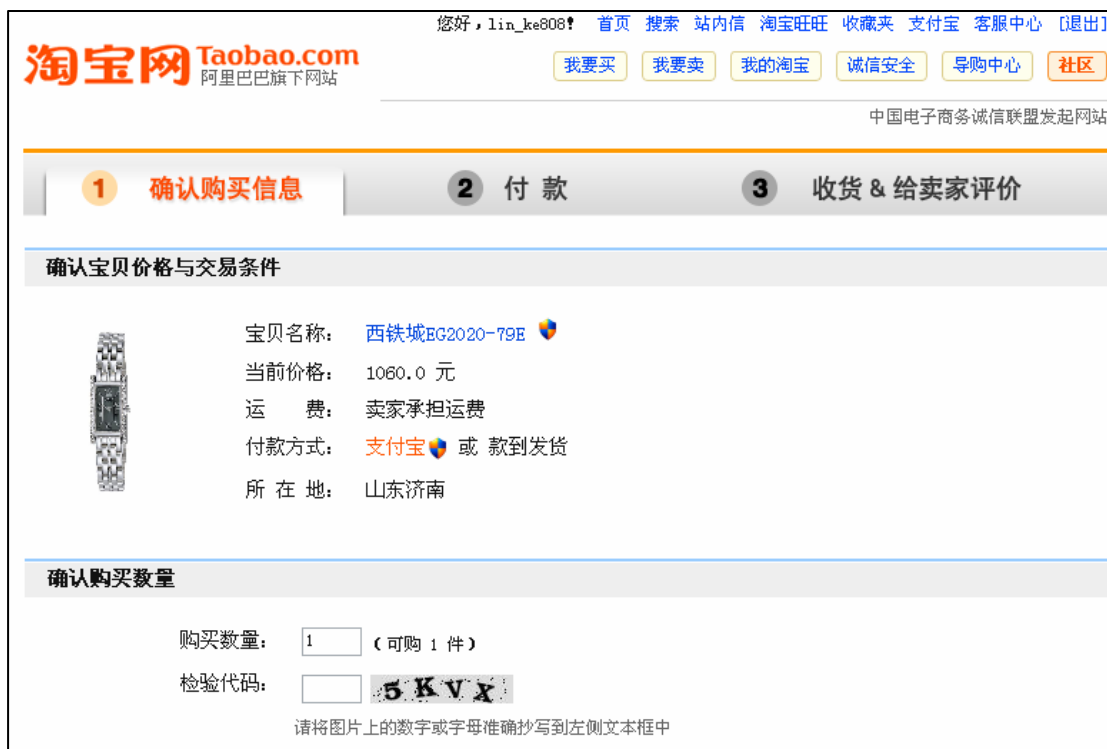 您好，lin_ke808! 首页 搜索 站内信 淘宝旺旺 收藏夹 支付宝 客服中心 [退出]
淘宝网 Taobao.com
阿里巴巴旗下网站
我要买 我要卖 我的淘宝 诚信安全 导购中心 社区
中国电子商务诚信联盟发起网站
1 确认购买信息 2 付 款 3 收货 & 给卖家评价
确认宝贝价格与交易条件
宝贝名称： 西铁城EG2020-79E
当前价格： 1060.0 元
运 费： 卖家承担运费
付款方式： 支付宝 或 款到发货
所 在 地： 山东济南
确认购买数量
购买数量： 1 (可购 1 件)
检验代码： 5KVX
请将图片上的数字或字母准确抄写到左侧文本框中